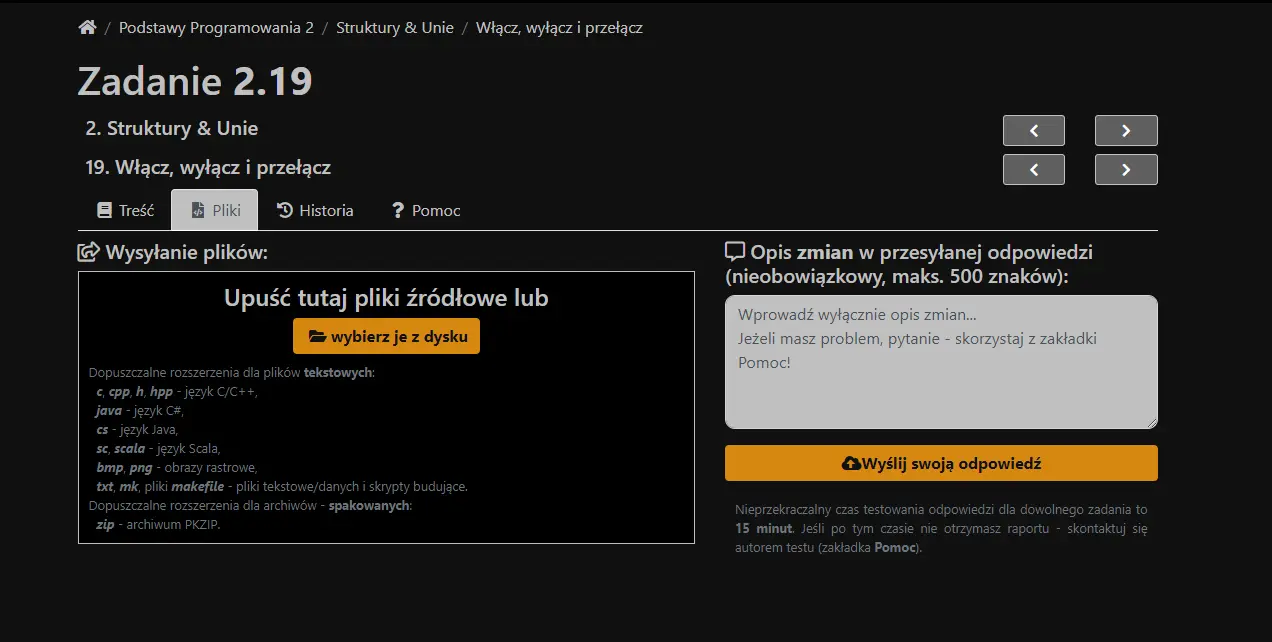 / Podstawy Programowania 2 / Struktury & Unie / Włącz, wyłącz i przełącz
Zadanie 2.19
2. Struktury & Unie
19. Włącz, wyłącz i przełącz
Treść Pliki Historia ? Pomoc
Wysyłanie plików:
Upuść tutaj pliki źródłowe lub
wybierz je z dysku
Dopuszczalne rozszerzenia dla plików tekstowych:
c, cpp, h, hpp - język C/C++,
java - język C#,
cs - język Java,
sc, scala - język Scala,
bmp, png - obrazy rastrowe,
txt, mk, pliki makefile - pliki tekstowe/danych i skrypty budujące.
Dopuszczalne rozszerzenia dla archiwów - spakowanych:
zip - archiwum PKZIP.
Opis zmian w przesyłanej odpowiedzi
(nieobowiązkowy, maks. 500 znaków):
Wprowadź wyłącznie opis zmian...
Jeżeli masz problem, pytanie - skorzystaj z zakładki
Pomoc!
Wyślij swoją odpowiedź
Nieprzekraczalny czas testowania odpowiedzi dla dowolnego zadania to
15 minut. Jeśli po tym czasie nie otrzymasz raportu - skontaktuj się
autorem testu (zakładka Pomoc).